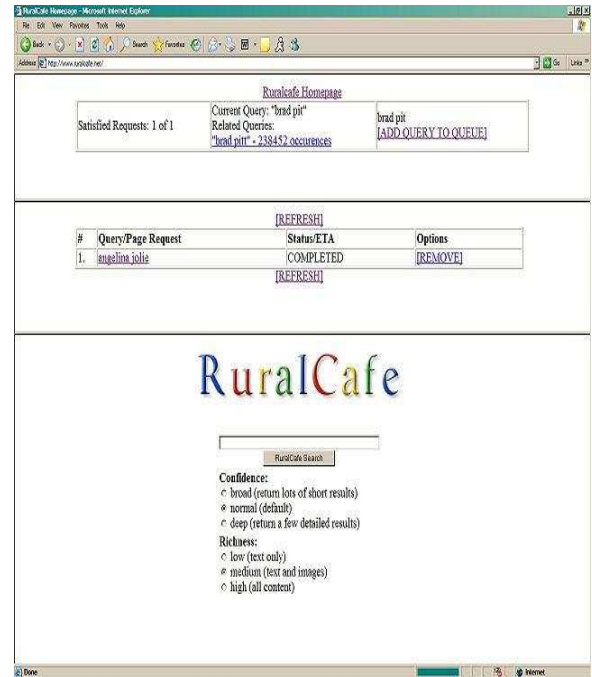 RuralCafe Homepage - Microsoft Internet Explorer
File Edit View Favorites Tools Help
Back Search Favorites
Address http://www.ruralcafe.net/ Go Links »
Ruralcafe Homepage
Satisfied Requests: 1 of 1
Current Query: "brad pit"
Related Queries:
"brad pitt" - 238452 occurences
brad pit
[ADD QUERY TO QUEUE]
[REFRESH]
# Query/Page Request Status/ETA Options
1. angelina jolie COMPLETED [REMOVE]
[REFRESH]
RuralCafe
RuralCafe Search
Confidence:
broad (return lots of short results)
normal (default)
deep (return a few detailed results)
Richness:
low (text only)
medium (text and images)
high (all content)
Done Internet